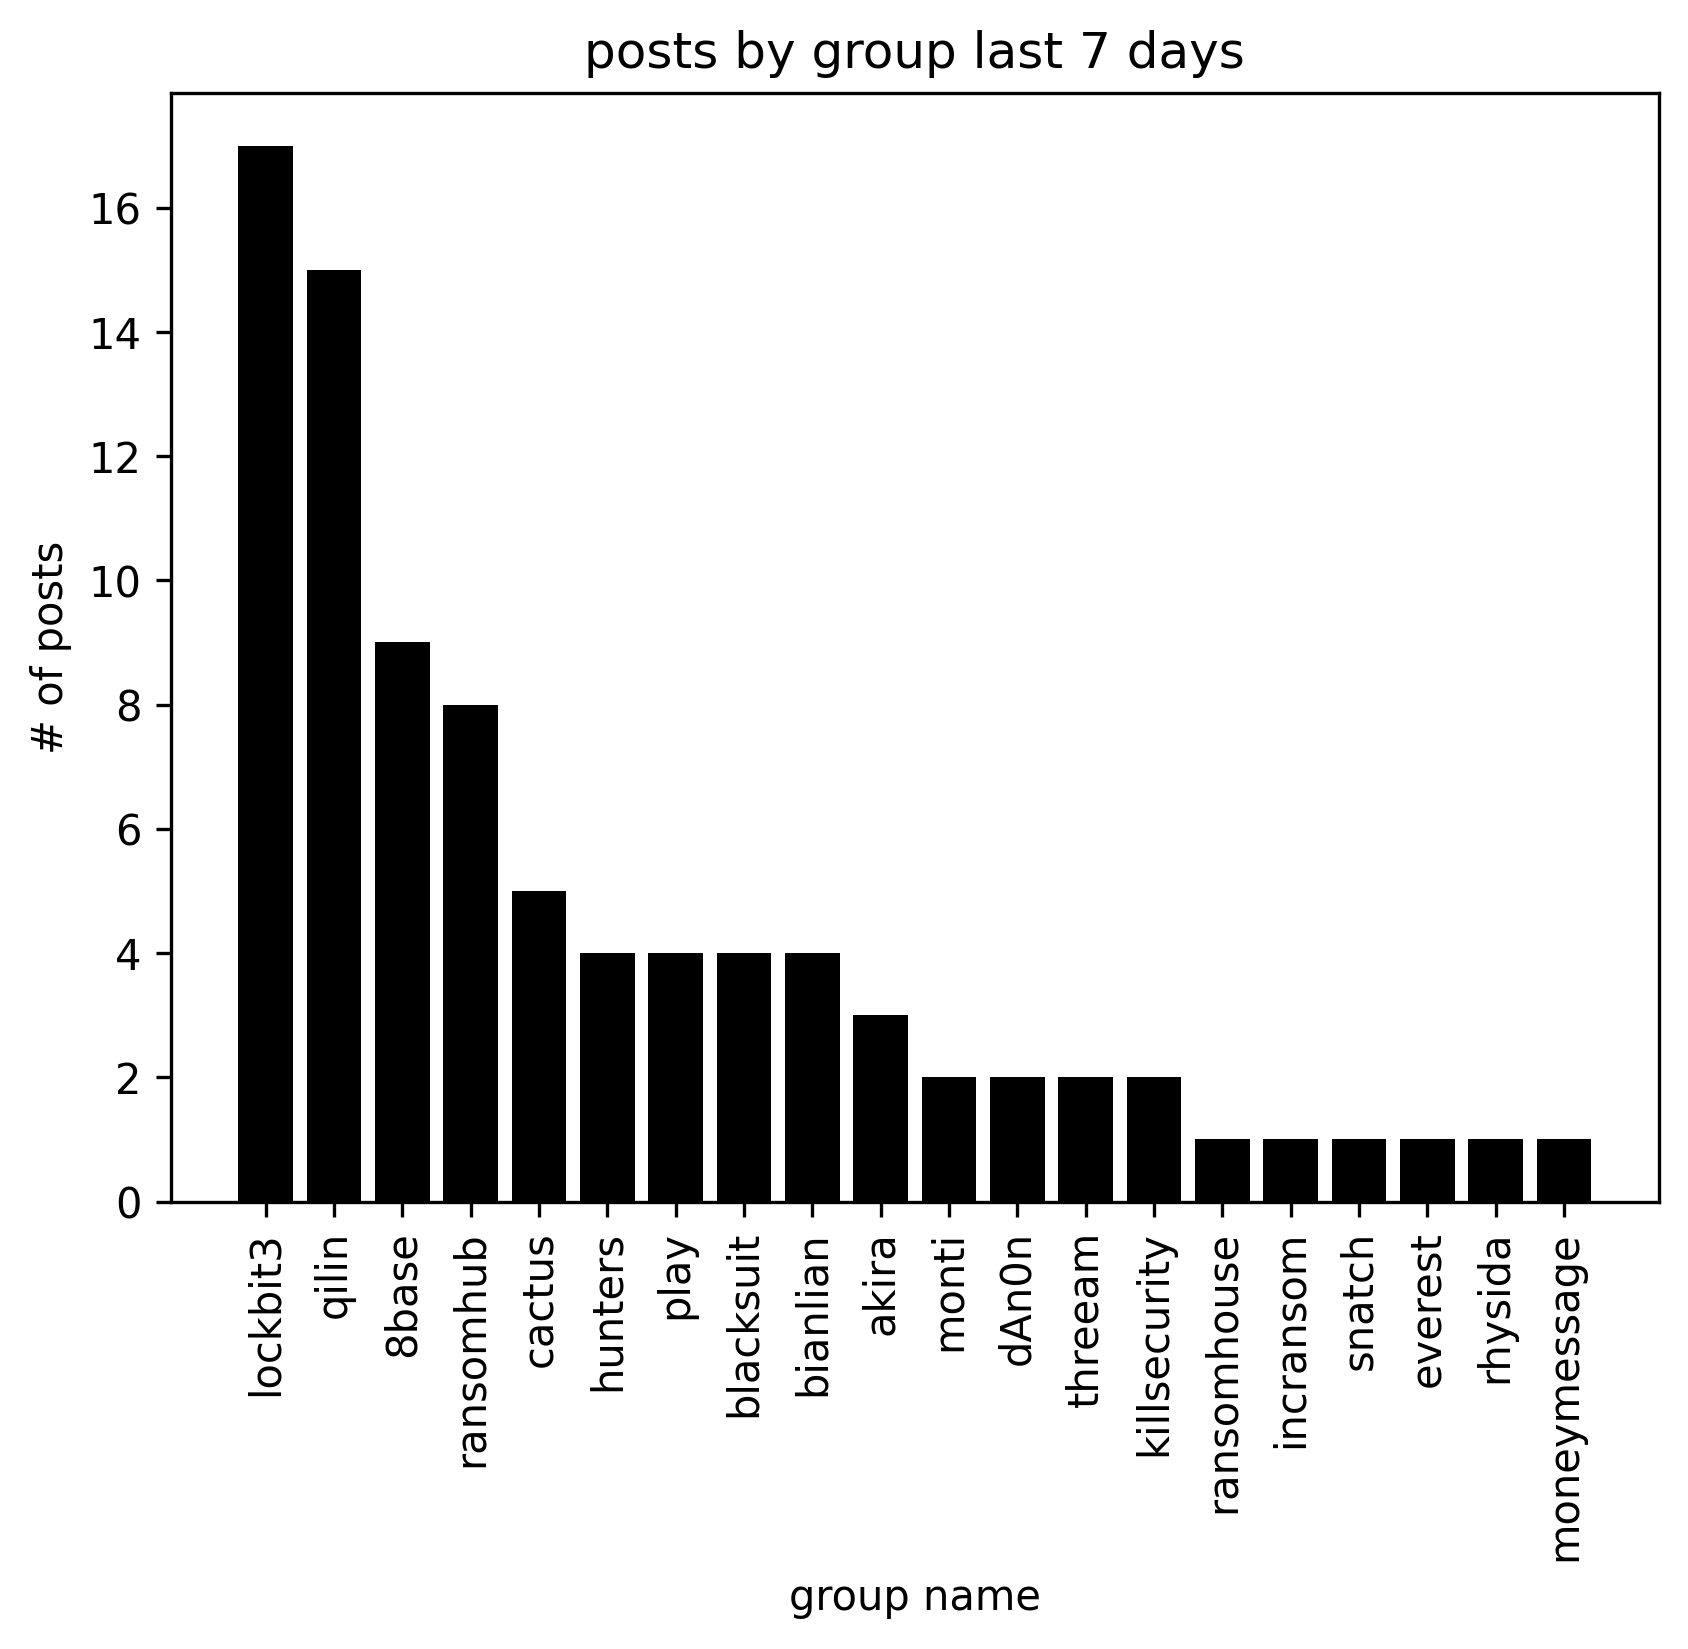 posts by group last 7 days
# of posts
16
14
12
10
8
6
4
2
0
lockbit3
qilin
8base
ransomhub
cactus
hunters
play
blacksuit
bianlian
akira
monti
dAn0n
threeam
killsecurity
ransomhouse
incransom
snatch
everest
rhysida
moneymessage
group name